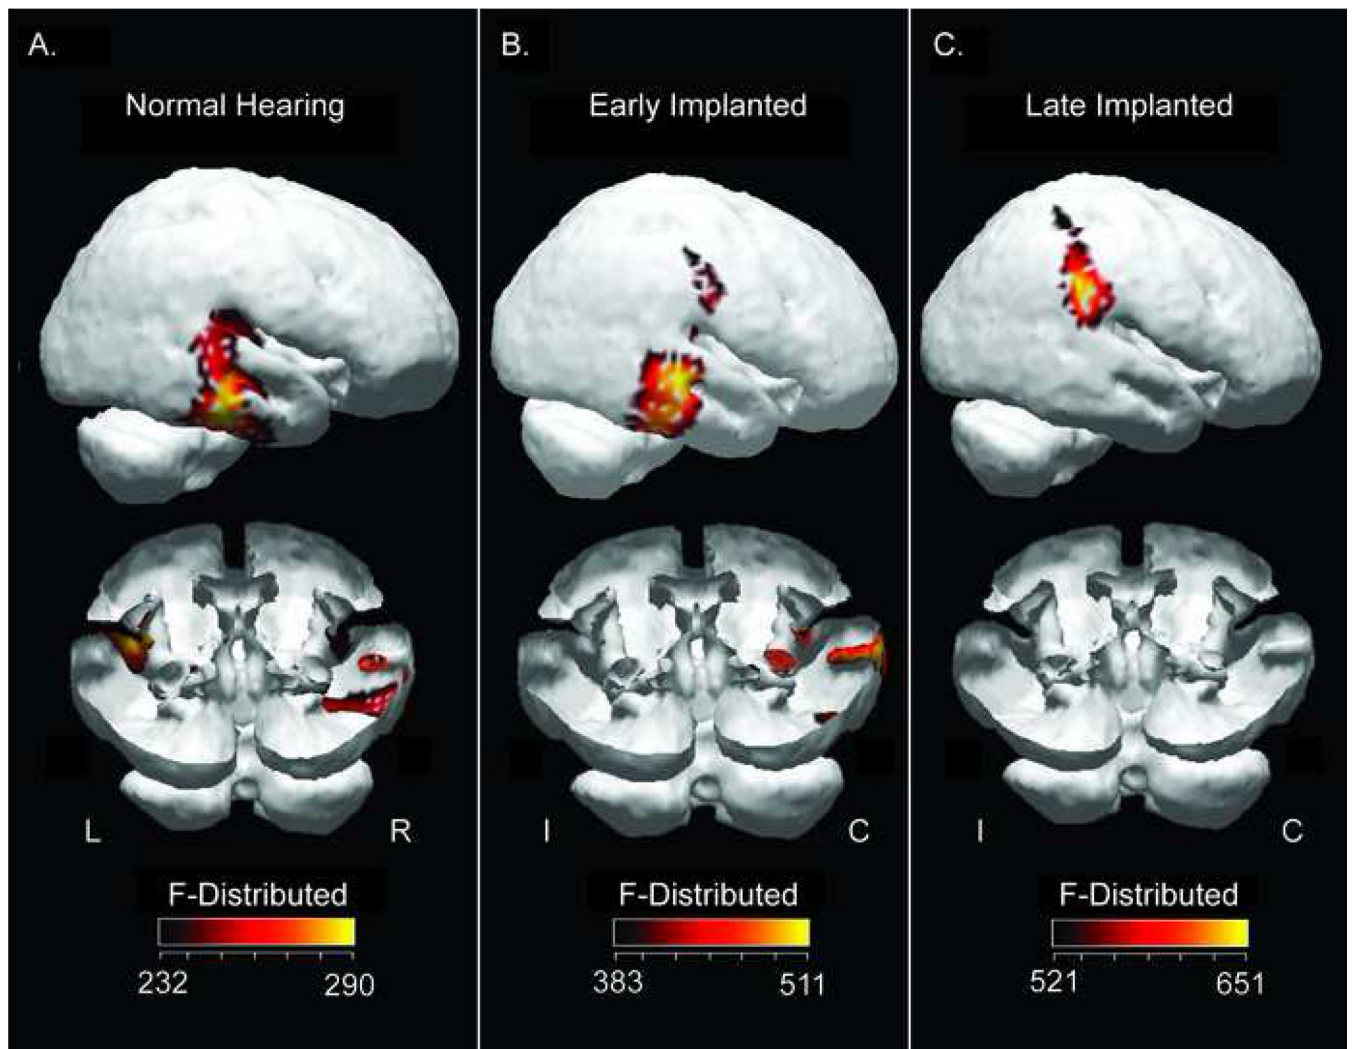 A.
Normal Hearing
L
R
F-Distributed
232
290
B.
Early Implanted
I
C
F-Distributed
383
511
C.
Late Implanted
I
C
F-Distributed
521
651